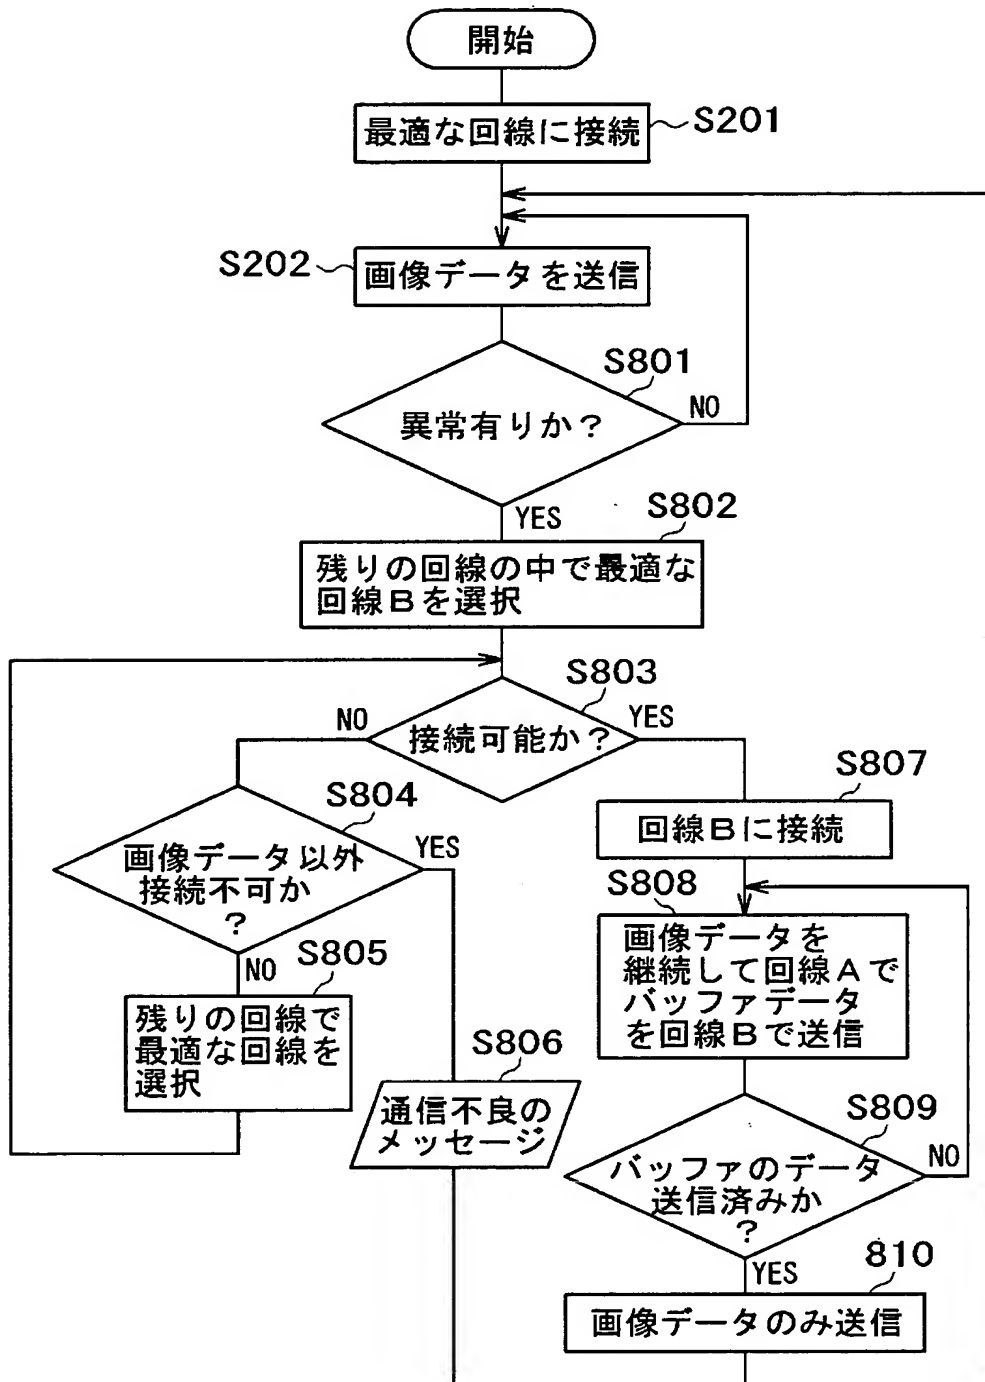 開始
最適な回線に接続
S201
S202
画像データを送信
S801
異常有りか？
NO
YES
S802
残りの回線の中で最適な
回線Bを選択
S803
NO
接続可能か？
YES
S804
画像データ以外
接続不可か
？
YES
NO
S805
残りの回線で
最適な回線を
選択
S806
通信不良の
メッセージ
S807
回線Bに接続
S808
画像データを
継続して回線Aで
バッファデータ
を回線Bで送信
S809
バッファのデータ
送信済みか
？
NO
YES
810
画像データのみ送信